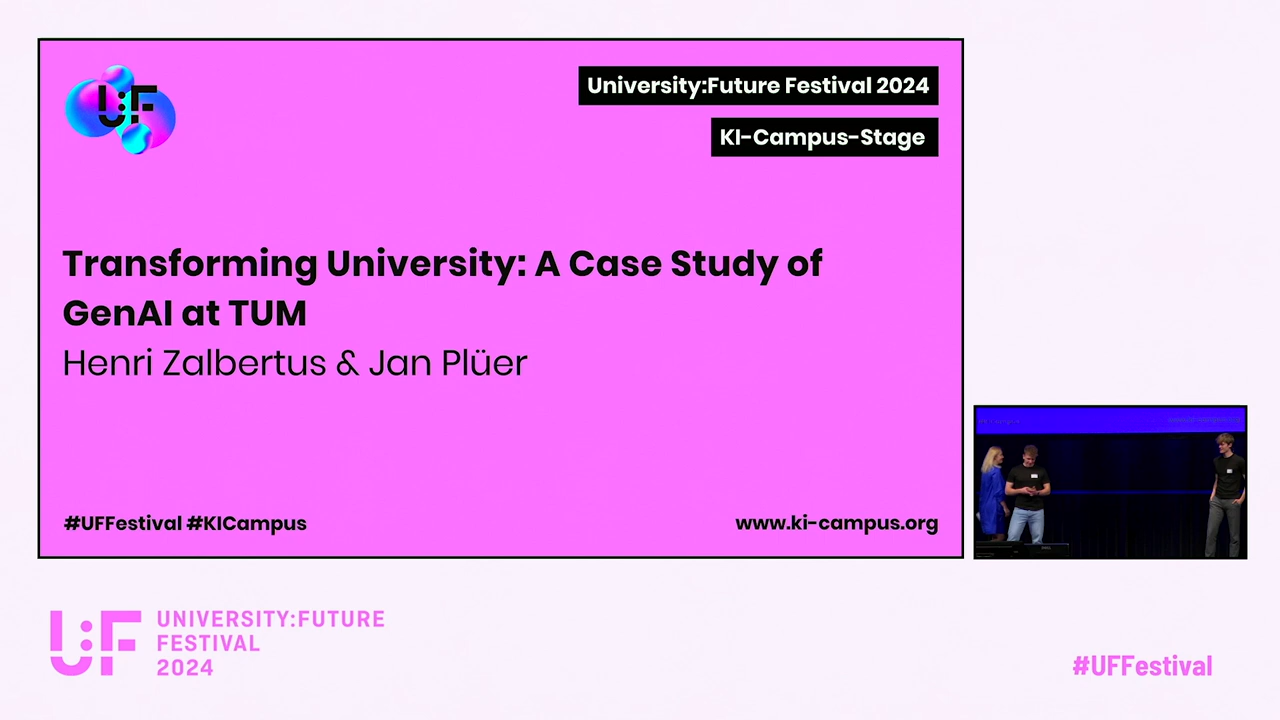 U:F
University:Future Festival 2024
KI-Campus-Stage
Transforming University: A Case Study of
GenAI at TUM
Henri Zalbertus & Jan Plüer
#UFFestival #KICampus
www.ki-campus.org
U:F
UNIVERSITY:FUTURE
FESTIVAL
2024
#UFFestival